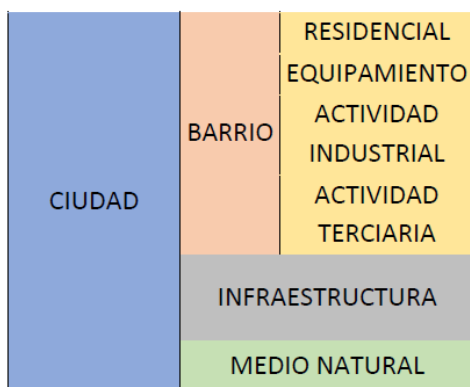 CIUDAD
BARRIO
RESIDENCIAL
EQUIPAMIENTO
ACTIVIDAD
INDUSTRIAL
ACTIVIDAD
TERCIARIA
INFRAESTRUCTURA
MEDIO NATURAL